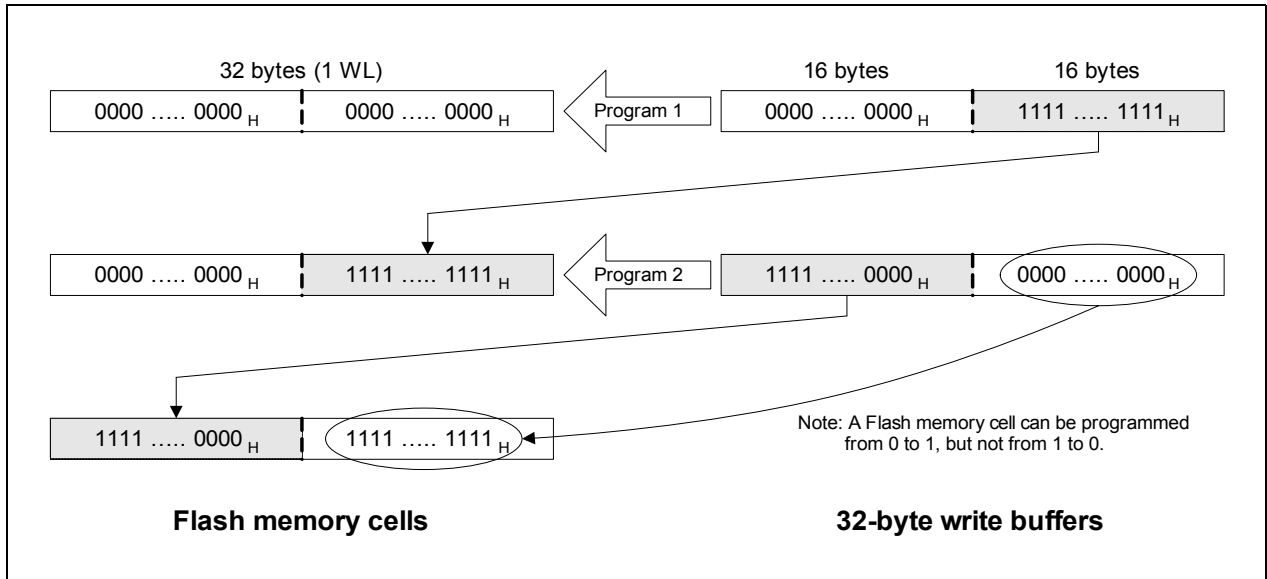 32 bytes (1 WL)
16 bytes
16 bytes
0000 ..... 0000 H
0000 ..... 0000 H
Program 1
0000 ..... 0000 H
1111 ..... 1111 H
0000 ..... 0000 H
1111 ..... 1111 H
Program 2
1111 ..... 0000 H
0000 ..... 0000 H
1111 ..... 0000 H
1111 ..... 1111 H
Note: A Flash memory cell can be programmed
from 0 to 1, but not from 1 to 0.
Flash memory cells
32-byte write buffers